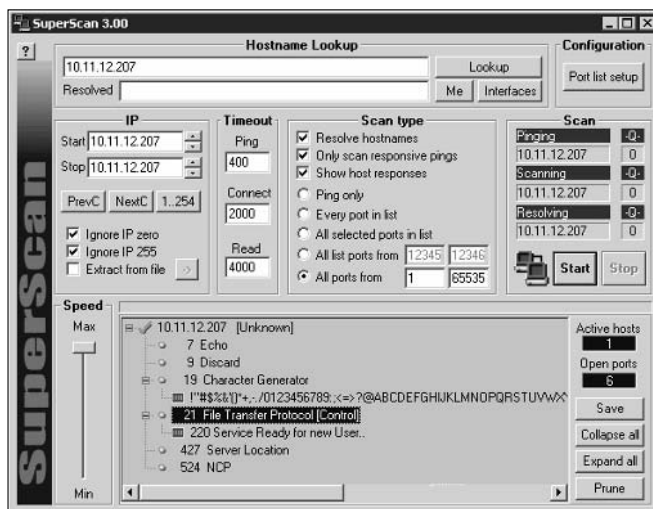 SuperScan 3.00
?
Hostname Lookup
10.11.12.207
Lookup
Resolved
Me
Interfaces
Configuration
Port list setup
IP
Start 10.11.12.207
Stop 10.11.12.207
PrevC
NextC
1..254
Ignore IP zero
Ignore IP 255
Extract from file
->
Timeout
Ping
400
Connect
2000
Read
4000
Scan type
Resolve hostnames
Only scan responsive pings
Show host responses
Ping only
Every port in list
All selected ports in list
All list ports from 12345 12346
All ports from 1 65535
Scan
Pinging -Q-
10.11.12.207 0
Scanning -Q-
10.11.12.207 0
Resolving -Q-
10.11.12.207 0
Start
Stop
SuperScan
Speed
Max
Min
10.11.12.207 [Unknown]
7 Echo
9 Discard
19 Character Generator
!"#$%&'()*+,-./0123456789:;<=>?@ABCDEFGHIJKLMNOPQRSTUVWX
21 File Transfer Protocol [Control]
220 Service Ready for new User..
427 Server Location
524 NCP
Active hosts
1
Open ports
6
Save
Collapse all
Expand all
Prune